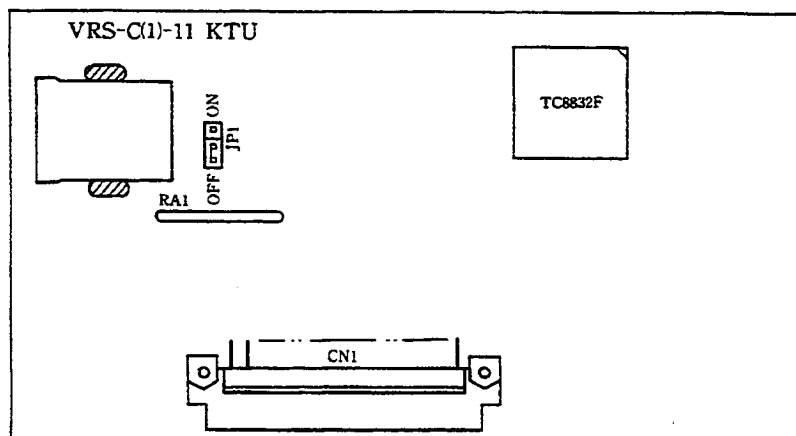 VRS-C(1)-11 KTU
TC8832F
ON
JP1
OFF
RA1
CN1